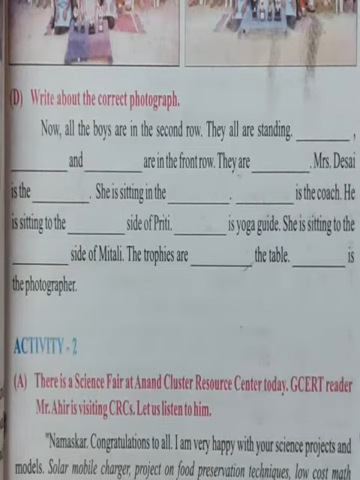 (D) Write about the correct photograph.
Now, all the boys are in the second row. They all are standing. ________ ,
________ and ________ are in the front row. They are ________ . Mrs. Desai
is the ________ . She is sitting in the ________ . ________ is the coach. He
is sitting to the ________ side of Priti. ________ is yoga guide. She is sitting to the
________ side of Mitali. The trophies are ________ the table. ________ is
the photographer.
ACTIVITY - 2
(A) There is a Science Fair at Anand Cluster Resource Center today. GCERT reader
Mr. Ahir is visiting CRCs. Let us listen to him.
"Namaskar. Congratulations to all. I am very happy with your science projects and
models. Solar mobile charger, project on food preservation techniques, low cost math